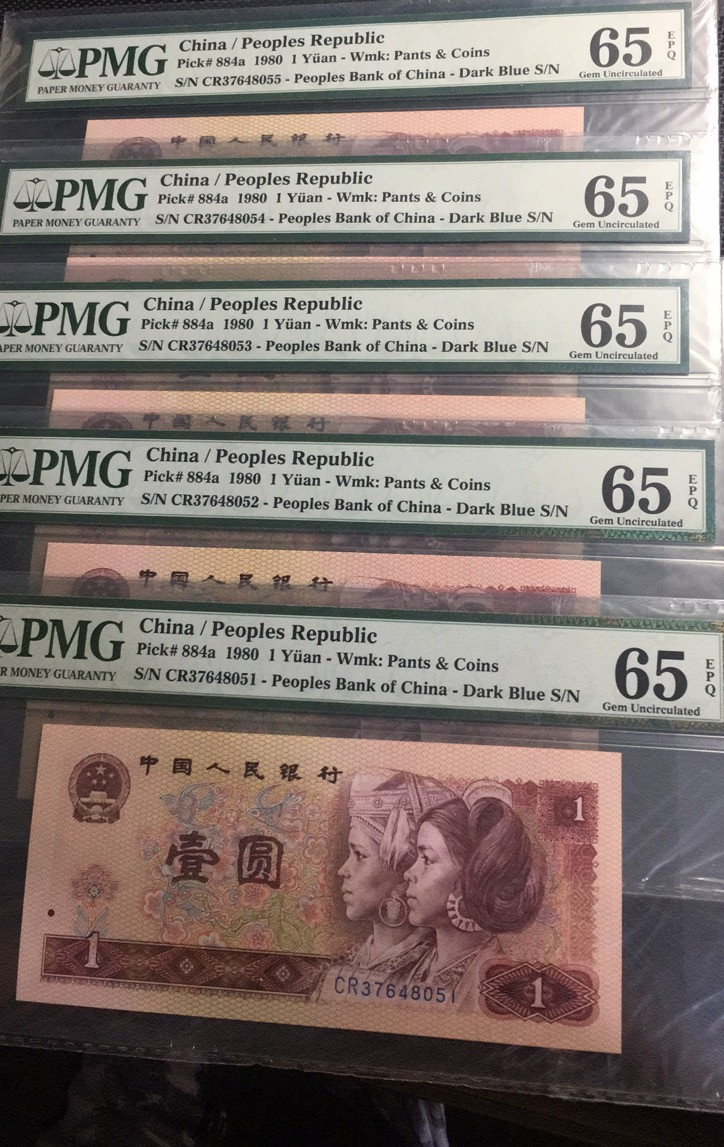 PMG
PAPER MONEY GUARANTY
China / Peoples Republic
Pick# 884a 1980 1 Yüan - Wmk: Pants & Coins
S/N CR37648055 - Peoples Bank of China - Dark Blue S/N
65
EPQ
Gem Uncirculated
中国人民银行
PMG
PAPER MONEY GUARANTY
China / Peoples Republic
Pick# 884a 1980 1 Yüan - Wmk: Pants & Coins
S/N CR37648054 - Peoples Bank of China - Dark Blue S/N
65
EPQ
Gem Uncirculated
PMG
APER MONEY GUARANTY
China / Peoples Republic
Pick# 884a 1980 1 Yüan - Wmk: Pants & Coins
S/N CR37648053 - Peoples Bank of China - Dark Blue S/N
65
EPQ
Gem Uncirculated
中国人民银行
PMG
PER MONEY GUARANTY
China / Peoples Republic
Pick# 884a 1980 1 Yüan - Wmk: Pants & Coins
S/N CR37648052 - Peoples Bank of China - Dark Blue S/N
65
EPQ
Gem Uncirculated
中国人民银行
PMG
R MONEY GUARANTY
China / Peoples Republic
Pick# 884a 1980 1 Yüan - Wmk: Pants & Coins
S/N CR37648051 - Peoples Bank of China - Dark Blue S/N
65
EPQ
Gem Uncirculated
中国人民银行
1
壹圆
1
CR37648051
1